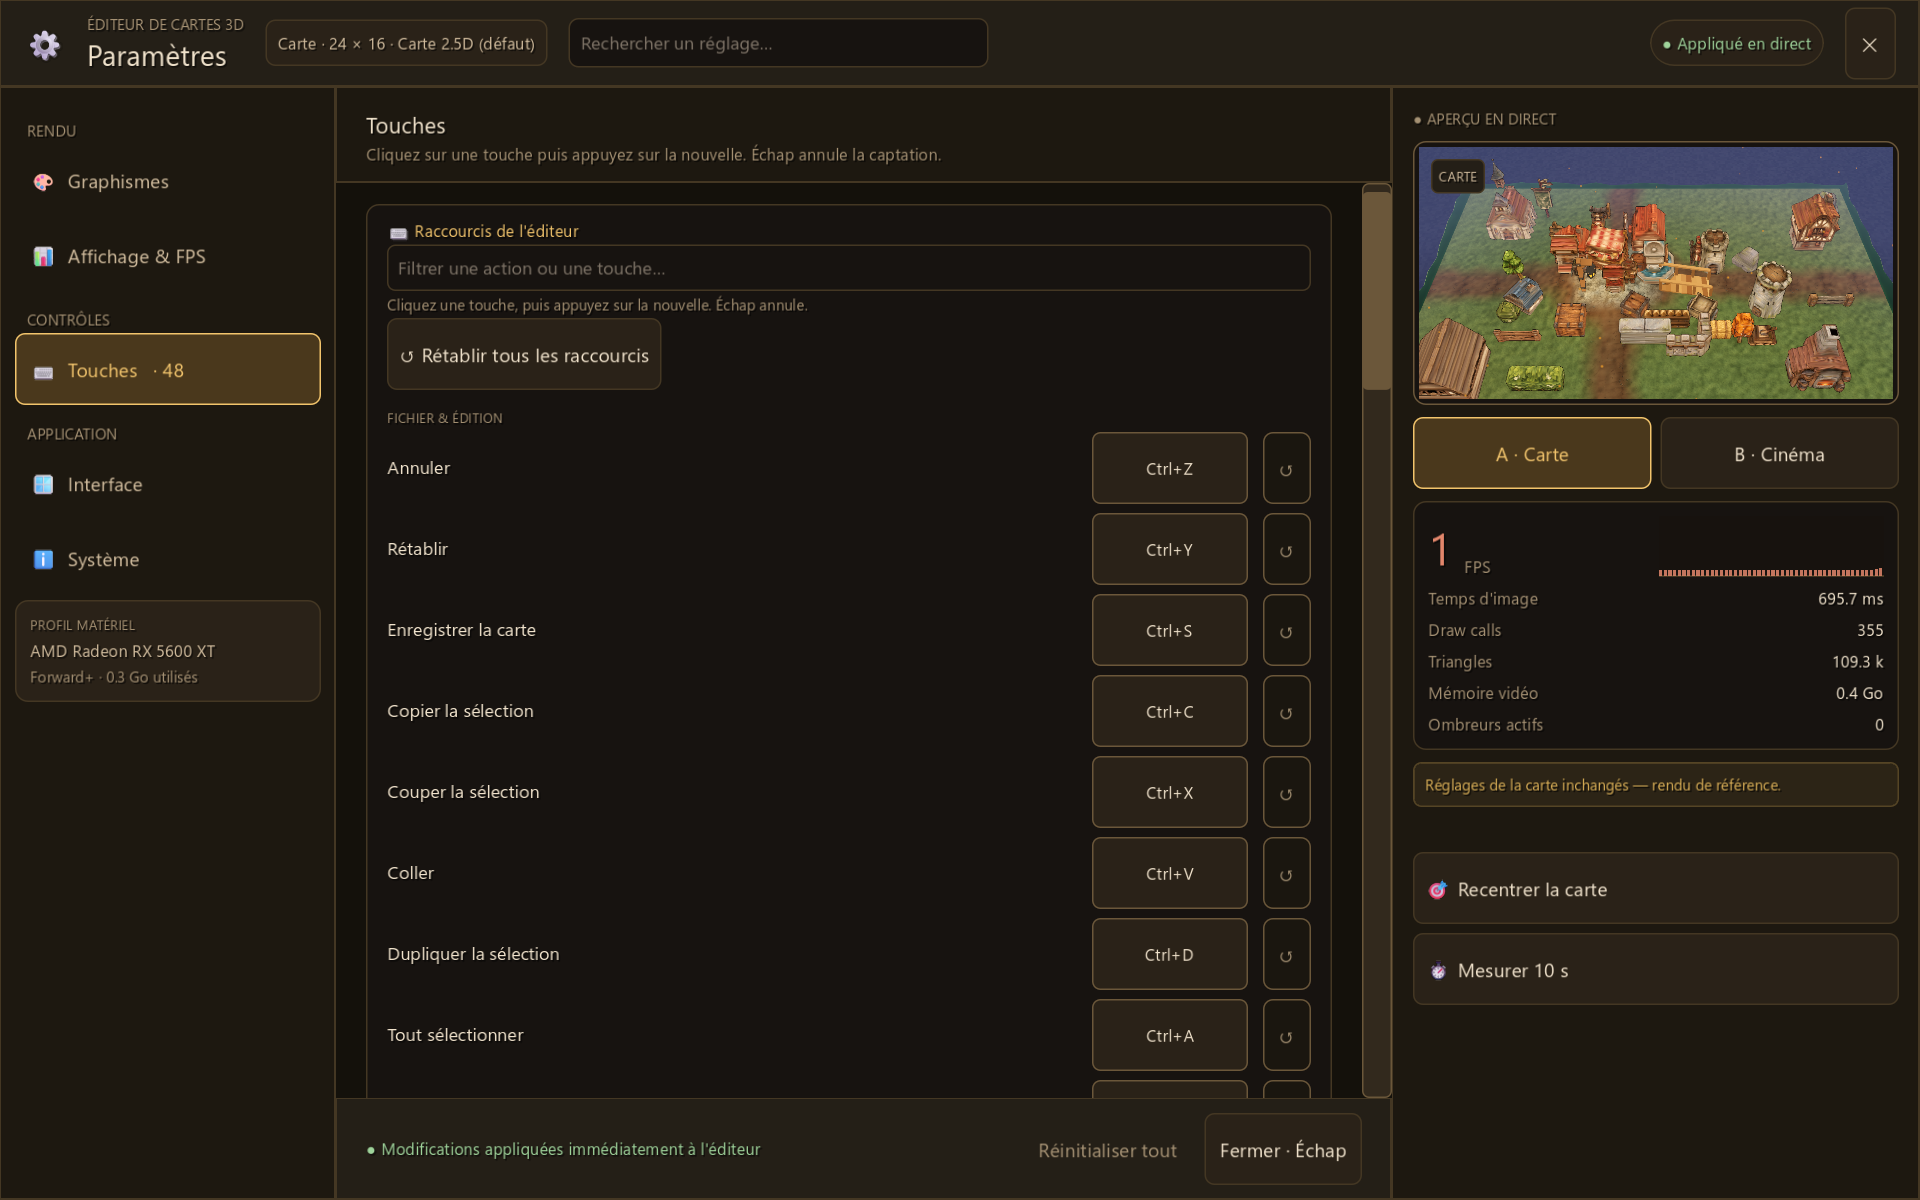 ÉDITEUR DE CARTES 3D
Paramètres
Carte · 24 × 16 · Carte 2.5D (défaut)
Rechercher un réglage...
● Appliqué en direct
RENDU
Graphismes
Affichage & FPS
CONTRÔLES
Touches · 48
APPLICATION
Interface
Système
PROFIL MATÉRIEL
AMD Radeon RX 5600 XT
Forward+ · 0.3 Go utilisés
Touches
Cliquez sur une touche puis appuyez sur la nouvelle. Échap annule la captation.
Raccourcis de l'éditeur
Filtrer une action ou une touche...
Cliquez une touche, puis appuyez sur la nouvelle. Échap annule.
↺ Rétablir tous les raccourcis
FICHIER & ÉDITION
Annuler Ctrl+Z ↺
Rétablir Ctrl+Y ↺
Enregistrer la carte Ctrl+S ↺
Copier la sélection Ctrl+C ↺
Couper la sélection Ctrl+X ↺
Coller Ctrl+V ↺
Dupliquer la sélection Ctrl+D ↺
Tout sélectionner Ctrl+A ↺
● Modifications appliquées immédiatement à l'éditeur
Réinitialiser tout
Fermer · Échap
● APERÇU EN DIRECT
CARTE
A · Carte
B · Cinéma
1 FPS
Temps d'image 695.7 ms
Draw calls 355
Triangles 109.3 k
Mémoire vidéo 0.4 Go
Ombreurs actifs 0
Réglages de la carte inchangés — rendu de référence.
Recentrer la carte
Mesurer 10 s